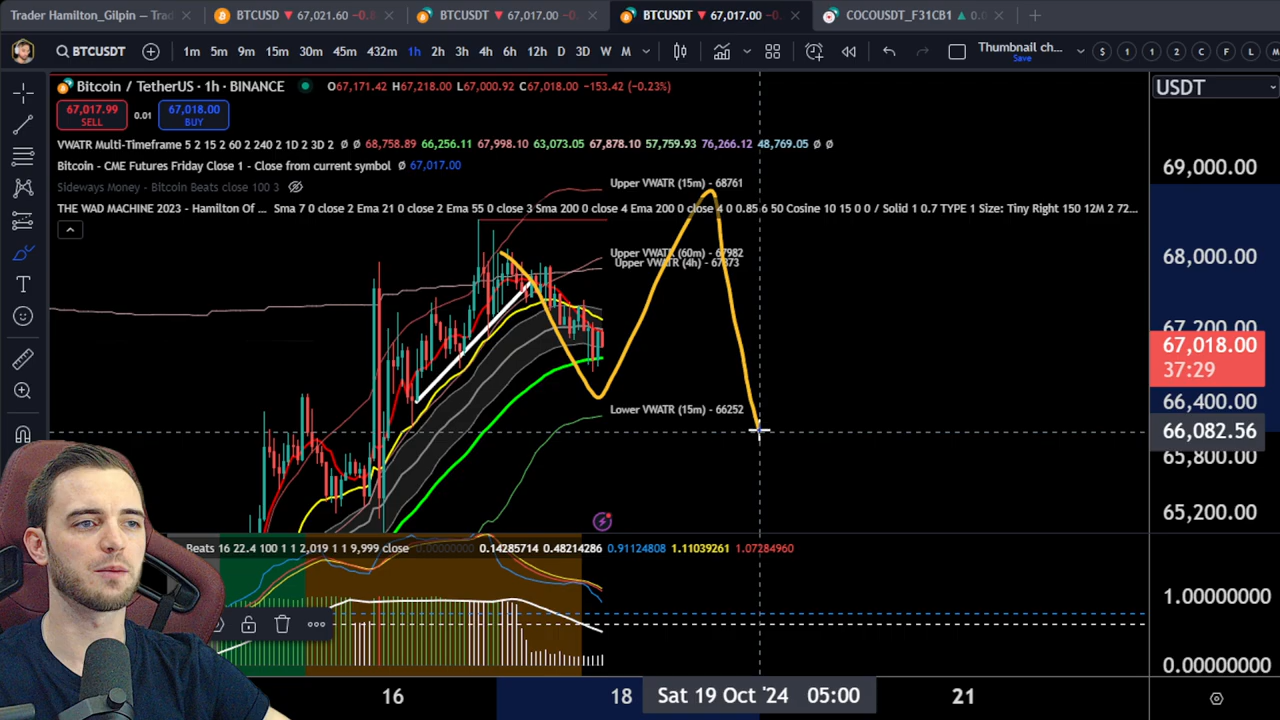 Trader Hamilton_Gilpin — Trad
BTCUSD ▼ 67,021.60
BTCUSDT ▼ 67,017.00
BTCUSDT ▼ 67,017.00
COCOUSDT_F31CB1 ▲ 0.
BTCUSDT
1m 5m 9m 15m 30m 45m 432m 1h 2h 3h 4h 6h 12h D 3D W M
Thumbnail ch...
Save
$ 1 1 2 C F L
Bitcoin / TetherUS · 1h · BINANCE O67,171.42 H67,218.00 L67,000.92 C67,018.00 −153.42 (−0.23%)
USDT
67,017.99 SELL
0.01
67,018.00 BUY
VWATR Multi-Timeframe 5 2 15 2 60 2 240 2 1D 2 3D 2 Ø Ø 68,758.89 66,256.11 67,998.10 63,073.05 67,878.10 57,759.93 76,266.12 48,769.05 Ø Ø
Bitcoin - CME Futures Friday Close 1 - Close from current symbol Ø 67,017.00
Sideways Money - Bitcoin Beats close 100 3
Upper VWATR (15m) - 68761
THE WAD MACHINE 2023 - Hamilton Of ... Sma 7 0 close 2 Ema 21 0 close 2 Ema 55 0 close 3 Sma 200 0 close 4 Ema 200 0 close 4 0 0.85 6 50 Cosine 10 15 0 0 / Solid 1 0.7 TYPE 1 Size: Tiny Right 150 12M 2 72...
Upper VWATR (60m) - 67982
Upper VWATR (4h) - 67873
Lower VWATR (15m) - 66252
69,000.00
68,000.00
67,200.00
67,018.00
37:29
66,400.00
66,082.56
65,800.00
65,200.00
Beats 16 22.4 100 1 1 2,019 1 1 9,999 close 0.00000000 0.14285714 0.48214286 0.91124808 1.11039261 1.07284960
1.00000000
0.00000000
16
18
Sat 19 Oct '24 05:00
21